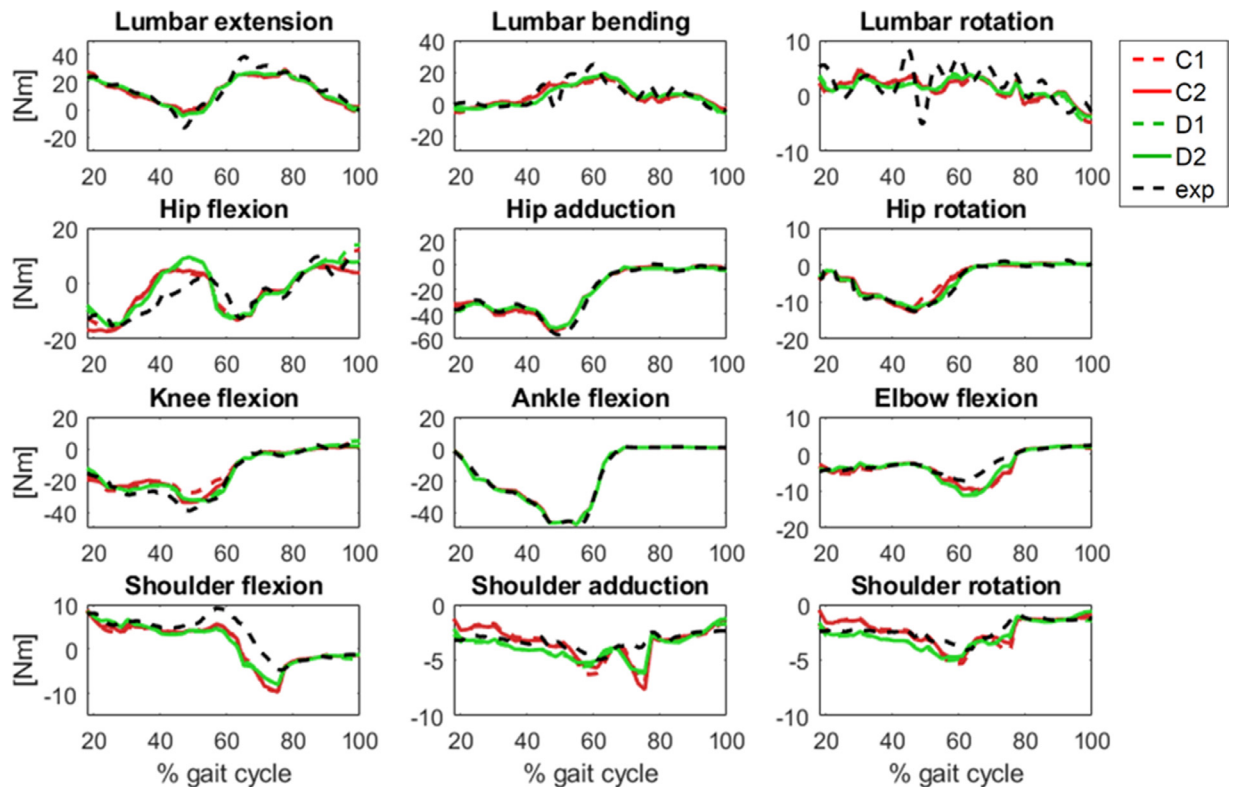 Lumbar extension Lumbar bending Lumbar rotation
[Nm] 40 20 0 -20 60 40 20 0 -20 10 0 -10
20 40 60 80 100 20 40 60 80 100 20 40 60 80 100
C1
C2
D1
D2
exp
Hip flexion Hip adduction Hip rotation
[Nm] 20 0 -20 20 0 -20 -40 -60 10 0 -10 -20
20 40 60 80 100 20 40 60 80 100 20 40 60 80 100
Knee flexion Ankle flexion Elbow flexion
[Nm] 20 0 -20 -40 20 0 -20 -40 10 0 -10 -20
20 40 60 80 100 20 40 60 80 100 20 40 60 80 100
Shoulder flexion Shoulder adduction Shoulder rotation
[Nm] 10 0 -10 0 -5 -10 0 -5 -10
20 40 60 80 100 20 40 60 80 100 20 40 60 80 100
% gait cycle % gait cycle % gait cycle